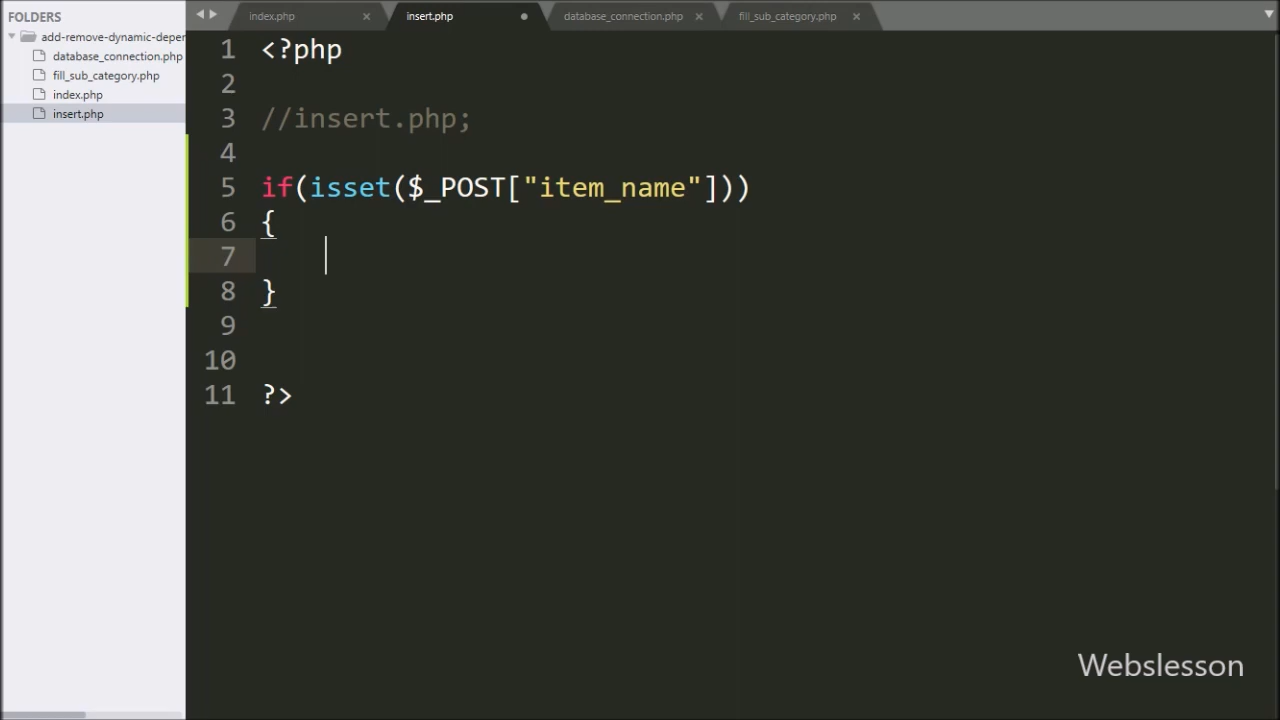 FOLDERS
add-remove-dynamic-deper
database_connection.php
fill_sub_category.php
index.php
insert.php
index.php
insert.php
database_connection.php
fill_sub_category.php
1 <?php
2
3 //insert.php;
4
5 if(isset($_POST["item_name"]))
6 {
7
8 }
9
10
11 ?>
Webslesson